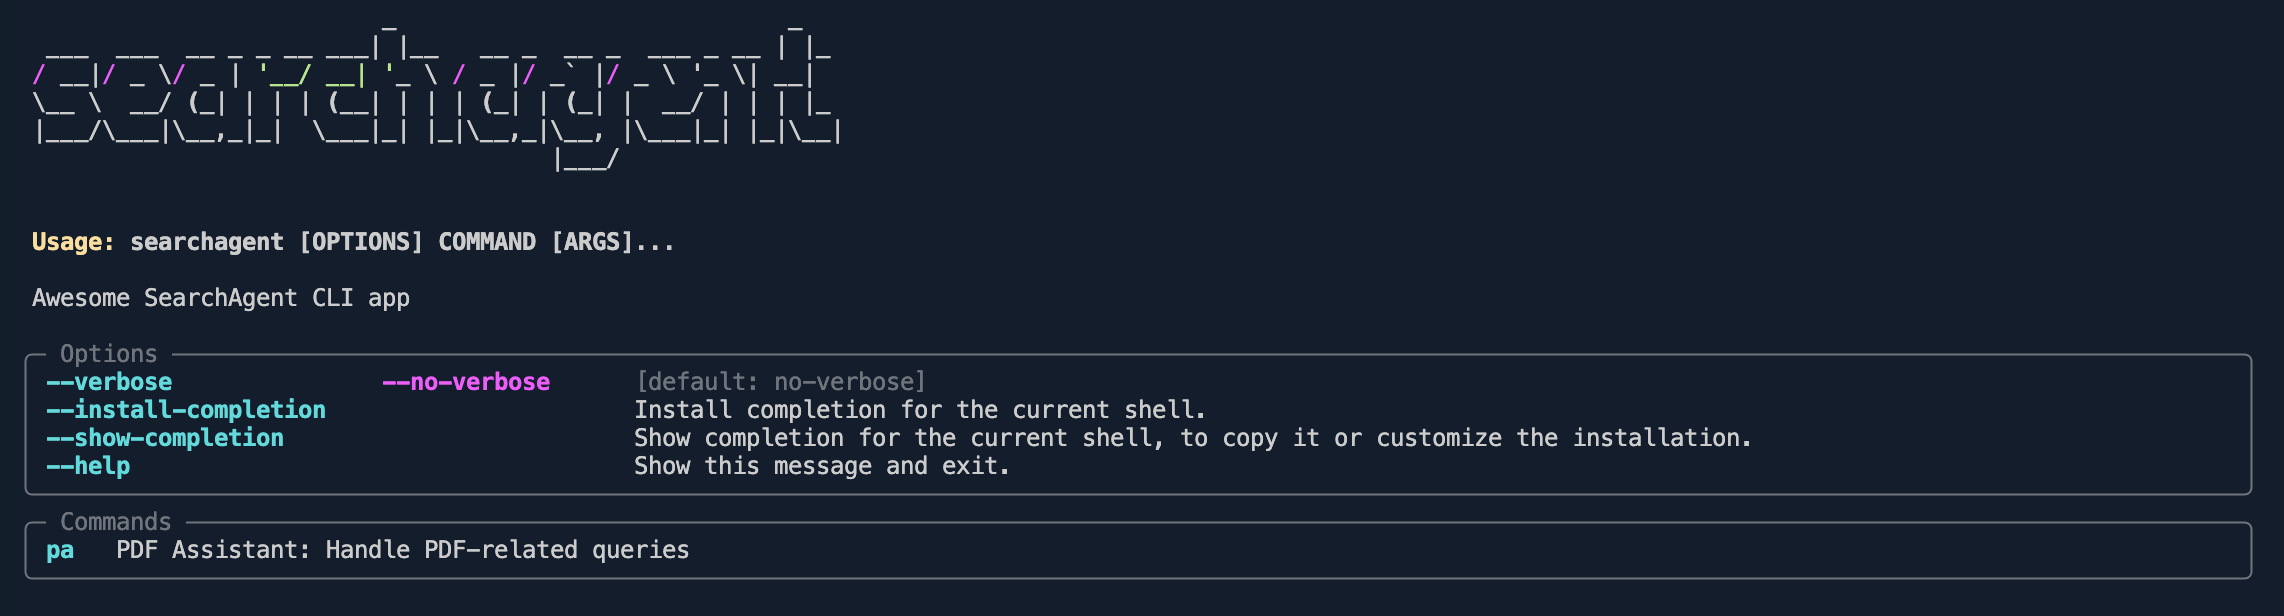 searchagent
Usage: searchagent [OPTIONS] COMMAND [ARGS]...
Awesome SearchAgent CLI app
Options
--verbose --no-verbose [default: no-verbose]
--install-completion Install completion for the current shell.
--show-completion Show completion for the current shell, to copy it or customize the installation.
--help Show this message and exit.
Commands
pa PDF Assistant: Handle PDF-related queries